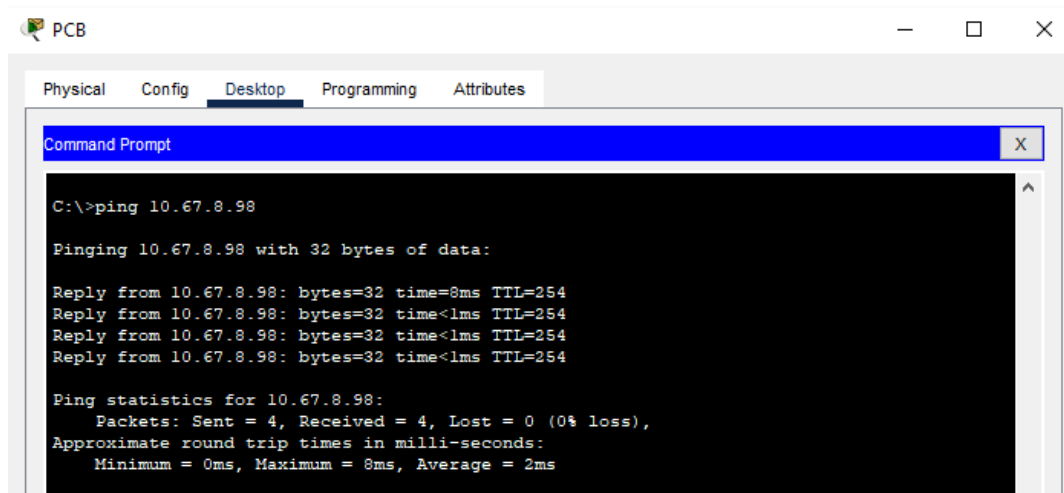 PCB
Physical Config Desktop Programming Attributes
Command Prompt X
C:\>ping 10.67.8.98
Pinging 10.67.8.98 with 32 bytes of data:
Reply from 10.67.8.98: bytes=32 time=8ms TTL=254
Reply from 10.67.8.98: bytes=32 time<1ms TTL=254
Reply from 10.67.8.98: bytes=32 time<1ms TTL=254
Reply from 10.67.8.98: bytes=32 time<1ms TTL=254
Ping statistics for 10.67.8.98:
Packets: Sent = 4, Received = 4, Lost = 0 (0% loss),
Approximate round trip times in milli-seconds:
Minimum = 0ms, Maximum = 8ms, Average = 2ms